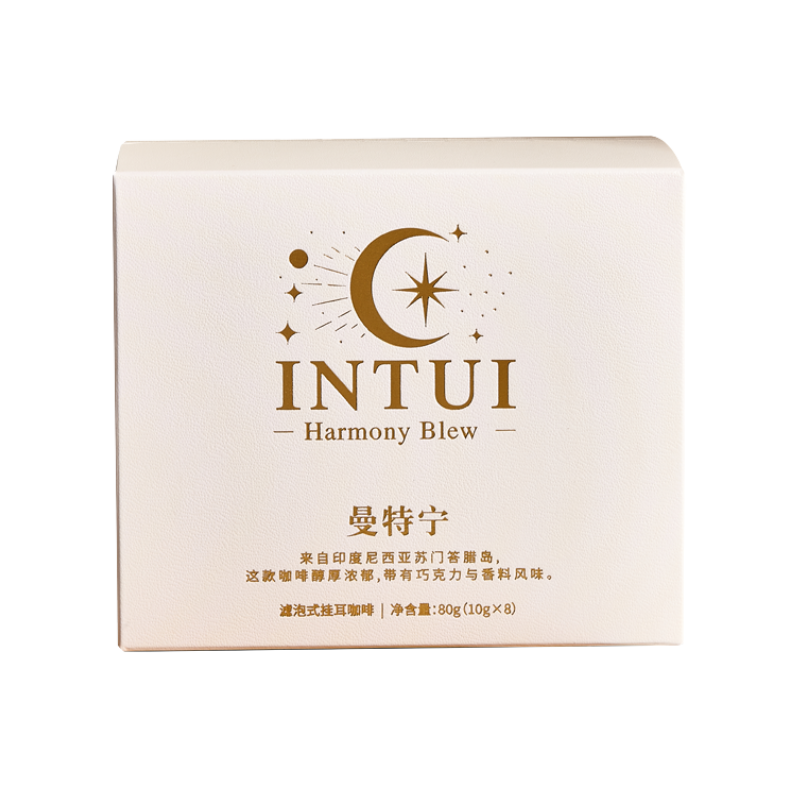 INTUI
— Harmony Blew —
曼特宁
来自印度尼西亚苏门答腊岛，
这款咖啡醇厚浓郁,带有巧克力与香料风味。
滤泡式挂耳咖啡 | 净含量:80g(10g×8)